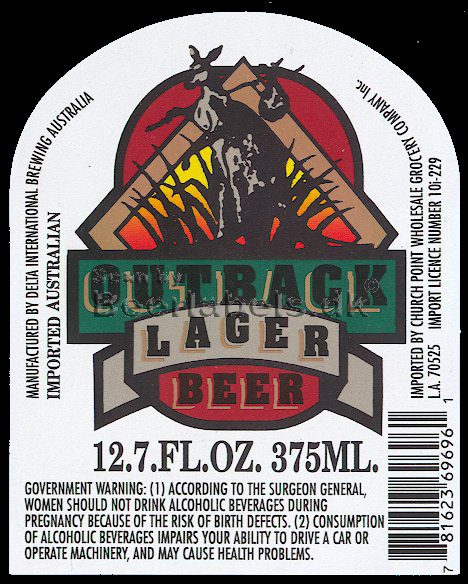 MANUFACTURED BY DELTA INTERNATIONAL BREWING AUSTRALIA
IMPORTED AUSTRALIAN
OUTBACK
LAGER
BEER
Beerlabels.dk
12.7.FL.OZ. 375ML.
GOVERNMENT WARNING: (1) ACCORDING TO THE SURGEON GENERAL,
WOMEN SHOULD NOT DRINK ALCOHOLIC BEVERAGES DURING
PREGNANCY BECAUSE OF THE RISK OF BIRTH DEFECTS. (2) CONSUMPTION
OF ALCOHOLIC BEVERAGES IMPAIRS YOUR ABILITY TO DRIVE A CAR OR
OPERATE MACHINERY, AND MAY CAUSE HEALTH PROBLEMS.
IMPORTED BY CHURCH POINT WHOLESALE GROCERY COMPANY Inc.
L.A. 70525 IMPORT LICENCE NUMBER 10i-229
7 81623 69696 1